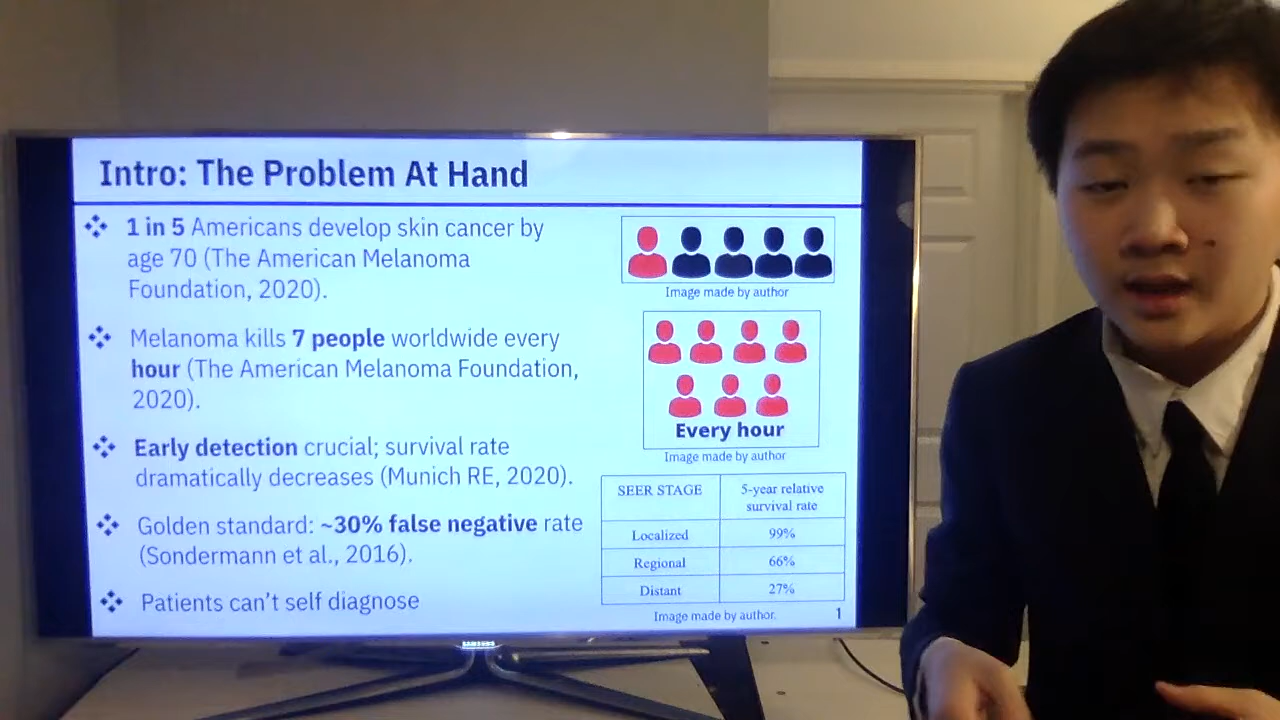 Intro: The Problem At Hand
1 in 5 Americans develop skin cancer by
age 70 (The American Melanoma
Foundation, 2020).
Melanoma kills 7 people worldwide every
hour (The American Melanoma Foundation,
2020).
Early detection crucial; survival rate
dramatically decreases (Munich RE, 2020).
Golden standard: ~30% false negative rate
(Sondermann et al., 2016).
Patients can't self diagnose
Image made by author
Every hour
Image made by author
SEER STAGE
5-year relative
survival rate
Localized 99%
Regional 66%
Distant 27%
Image made by author.
1
SAMSUNG